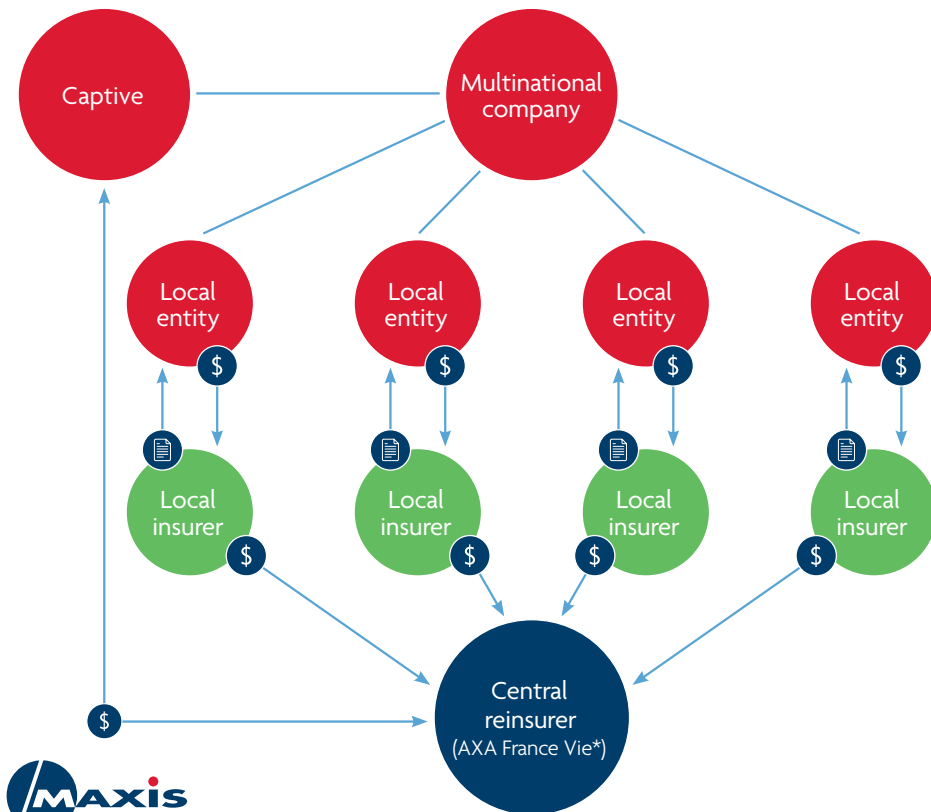 Captive
Multinational
company
Local
entity
Local
entity
Local
entity
Local
entity
$
$
$
$
Local
insurer
Local
insurer
Local
insurer
Local
insurer
$
$
$
$
Central
reinsurer
(AXA France Vie*)
$
MAXIS